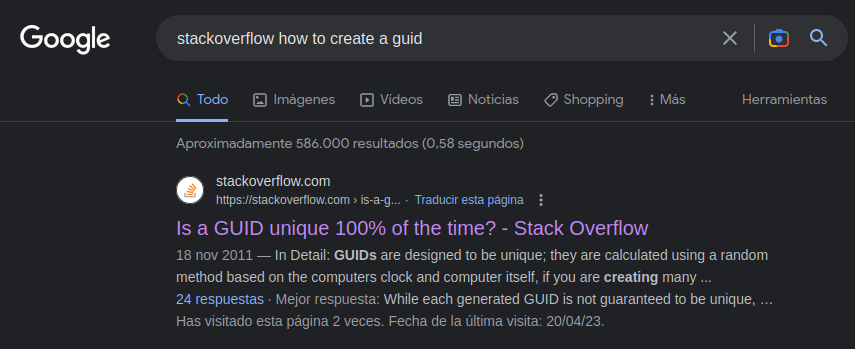 Google
stackoverflow how to create a guid
Todo Imágenes Vídeos Noticias Shopping Más Herramientas
Aproximadamente 586.000 resultados (0,58 segundos)
stackoverflow.com
https://stackoverflow.com › is-a-g... · Traducir esta página
Is a GUID unique 100% of the time? - Stack Overflow
18 nov 2011 — In Detail: GUIDs are designed to be unique; they are calculated using a random
method based on the computers clock and computer itself, if you are creating many ...
24 respuestas · Mejor respuesta: While each generated GUID is not guaranteed to be unique, …
Has visitado esta página 2 veces. Fecha de la última visita: 20/04/23.